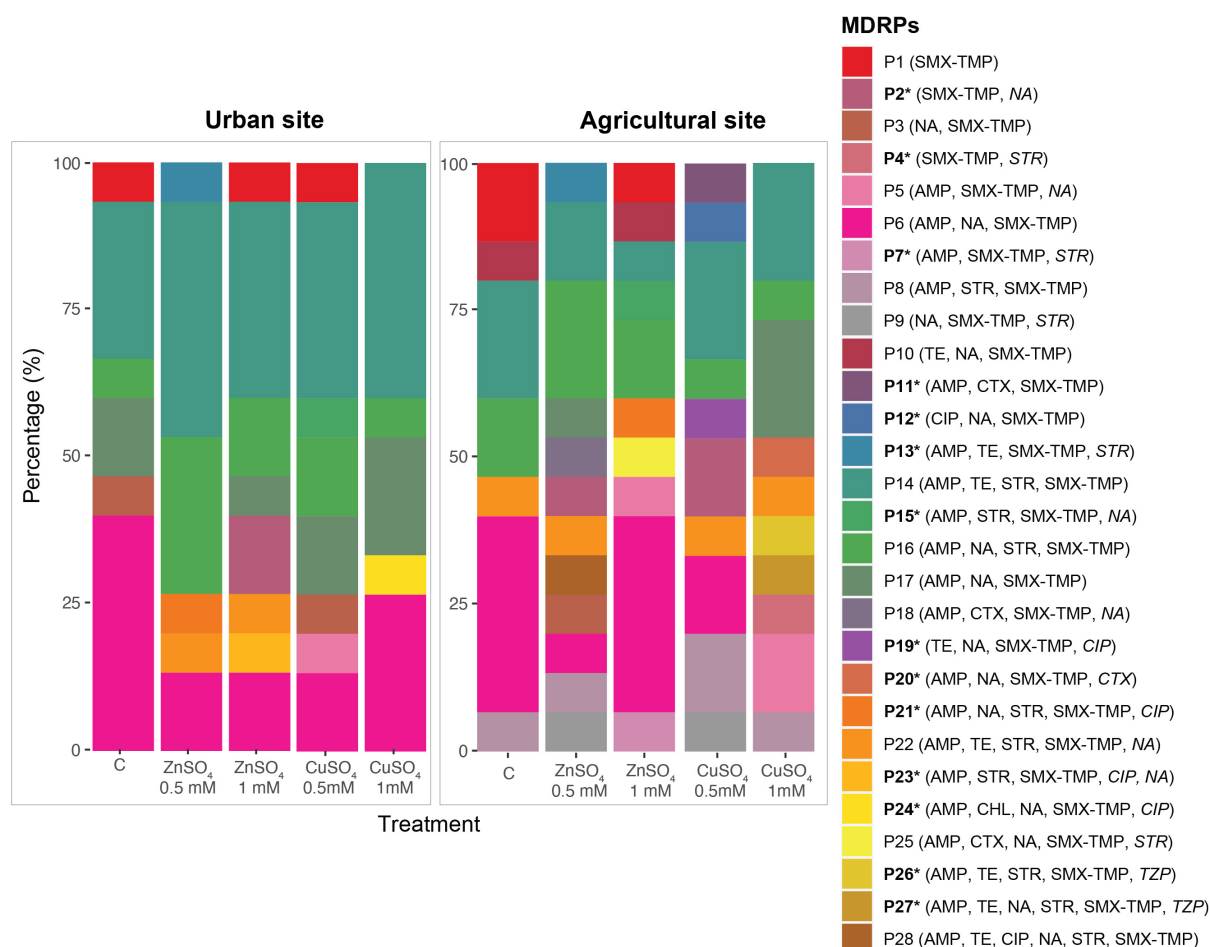 MDRPs
Urban site
Agricultural site
Percentage (%)
100
75
50
25
0
100
75
50
25
0
C
ZnSO4
0.5 mM
ZnSO4
1 mM
CuSO4
0.5mM
CuSO4
1mM
C
ZnSO4
0.5 mM
ZnSO4
1 mM
CuSO4
0.5mM
CuSO4
1mM
Treatment
P1 (SMX-TMP)
P2* (SMX-TMP, NA)
P3 (NA, SMX-TMP)
P4* (SMX-TMP, STR)
P5 (AMP, SMX-TMP, NA)
P6 (AMP, NA, SMX-TMP)
P7* (AMP, SMX-TMP, STR)
P8 (AMP, STR, SMX-TMP)
P9 (NA, SMX-TMP, STR)
P10 (TE, NA, SMX-TMP)
P11* (AMP, CTX, SMX-TMP)
P12* (CIP, NA, SMX-TMP)
P13* (AMP, TE, SMX-TMP, STR)
P14 (AMP, TE, STR, SMX-TMP)
P15* (AMP, STR, SMX-TMP, NA)
P16 (AMP, NA, STR, SMX-TMP)
P17 (AMP, NA, SMX-TMP)
P18 (AMP, CTX, SMX-TMP, NA)
P19* (TE, NA, SMX-TMP, CIP)
P20* (AMP, NA, SMX-TMP, CTX)
P21* (AMP, NA, STR, SMX-TMP, CIP)
P22 (AMP, TE, STR, SMX-TMP, NA)
P23* (AMP, STR, SMX-TMP, CIP, NA)
P24* (AMP, CHL, NA, SMX-TMP, CIP)
P25 (AMP, CTX, NA, SMX-TMP, STR)
P26* (AMP, TE, STR, SMX-TMP, TZP)
P27* (AMP, TE, NA, STR, SMX-TMP, TZP)
P28 (AMP, TE, CIP, NA, STR, SMX-TMP)